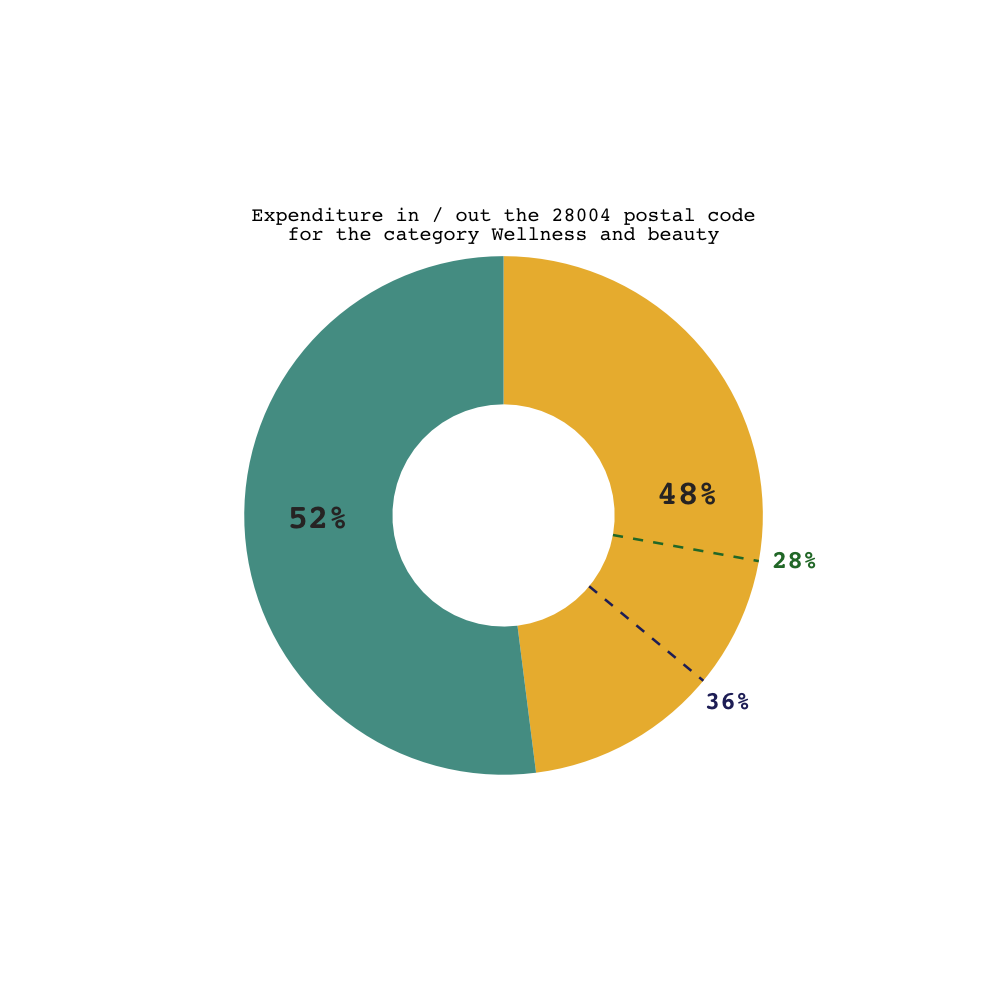 Expenditure in / out the 28004 postal code
for the category Wellness and beauty
48%
52%
28%
36%